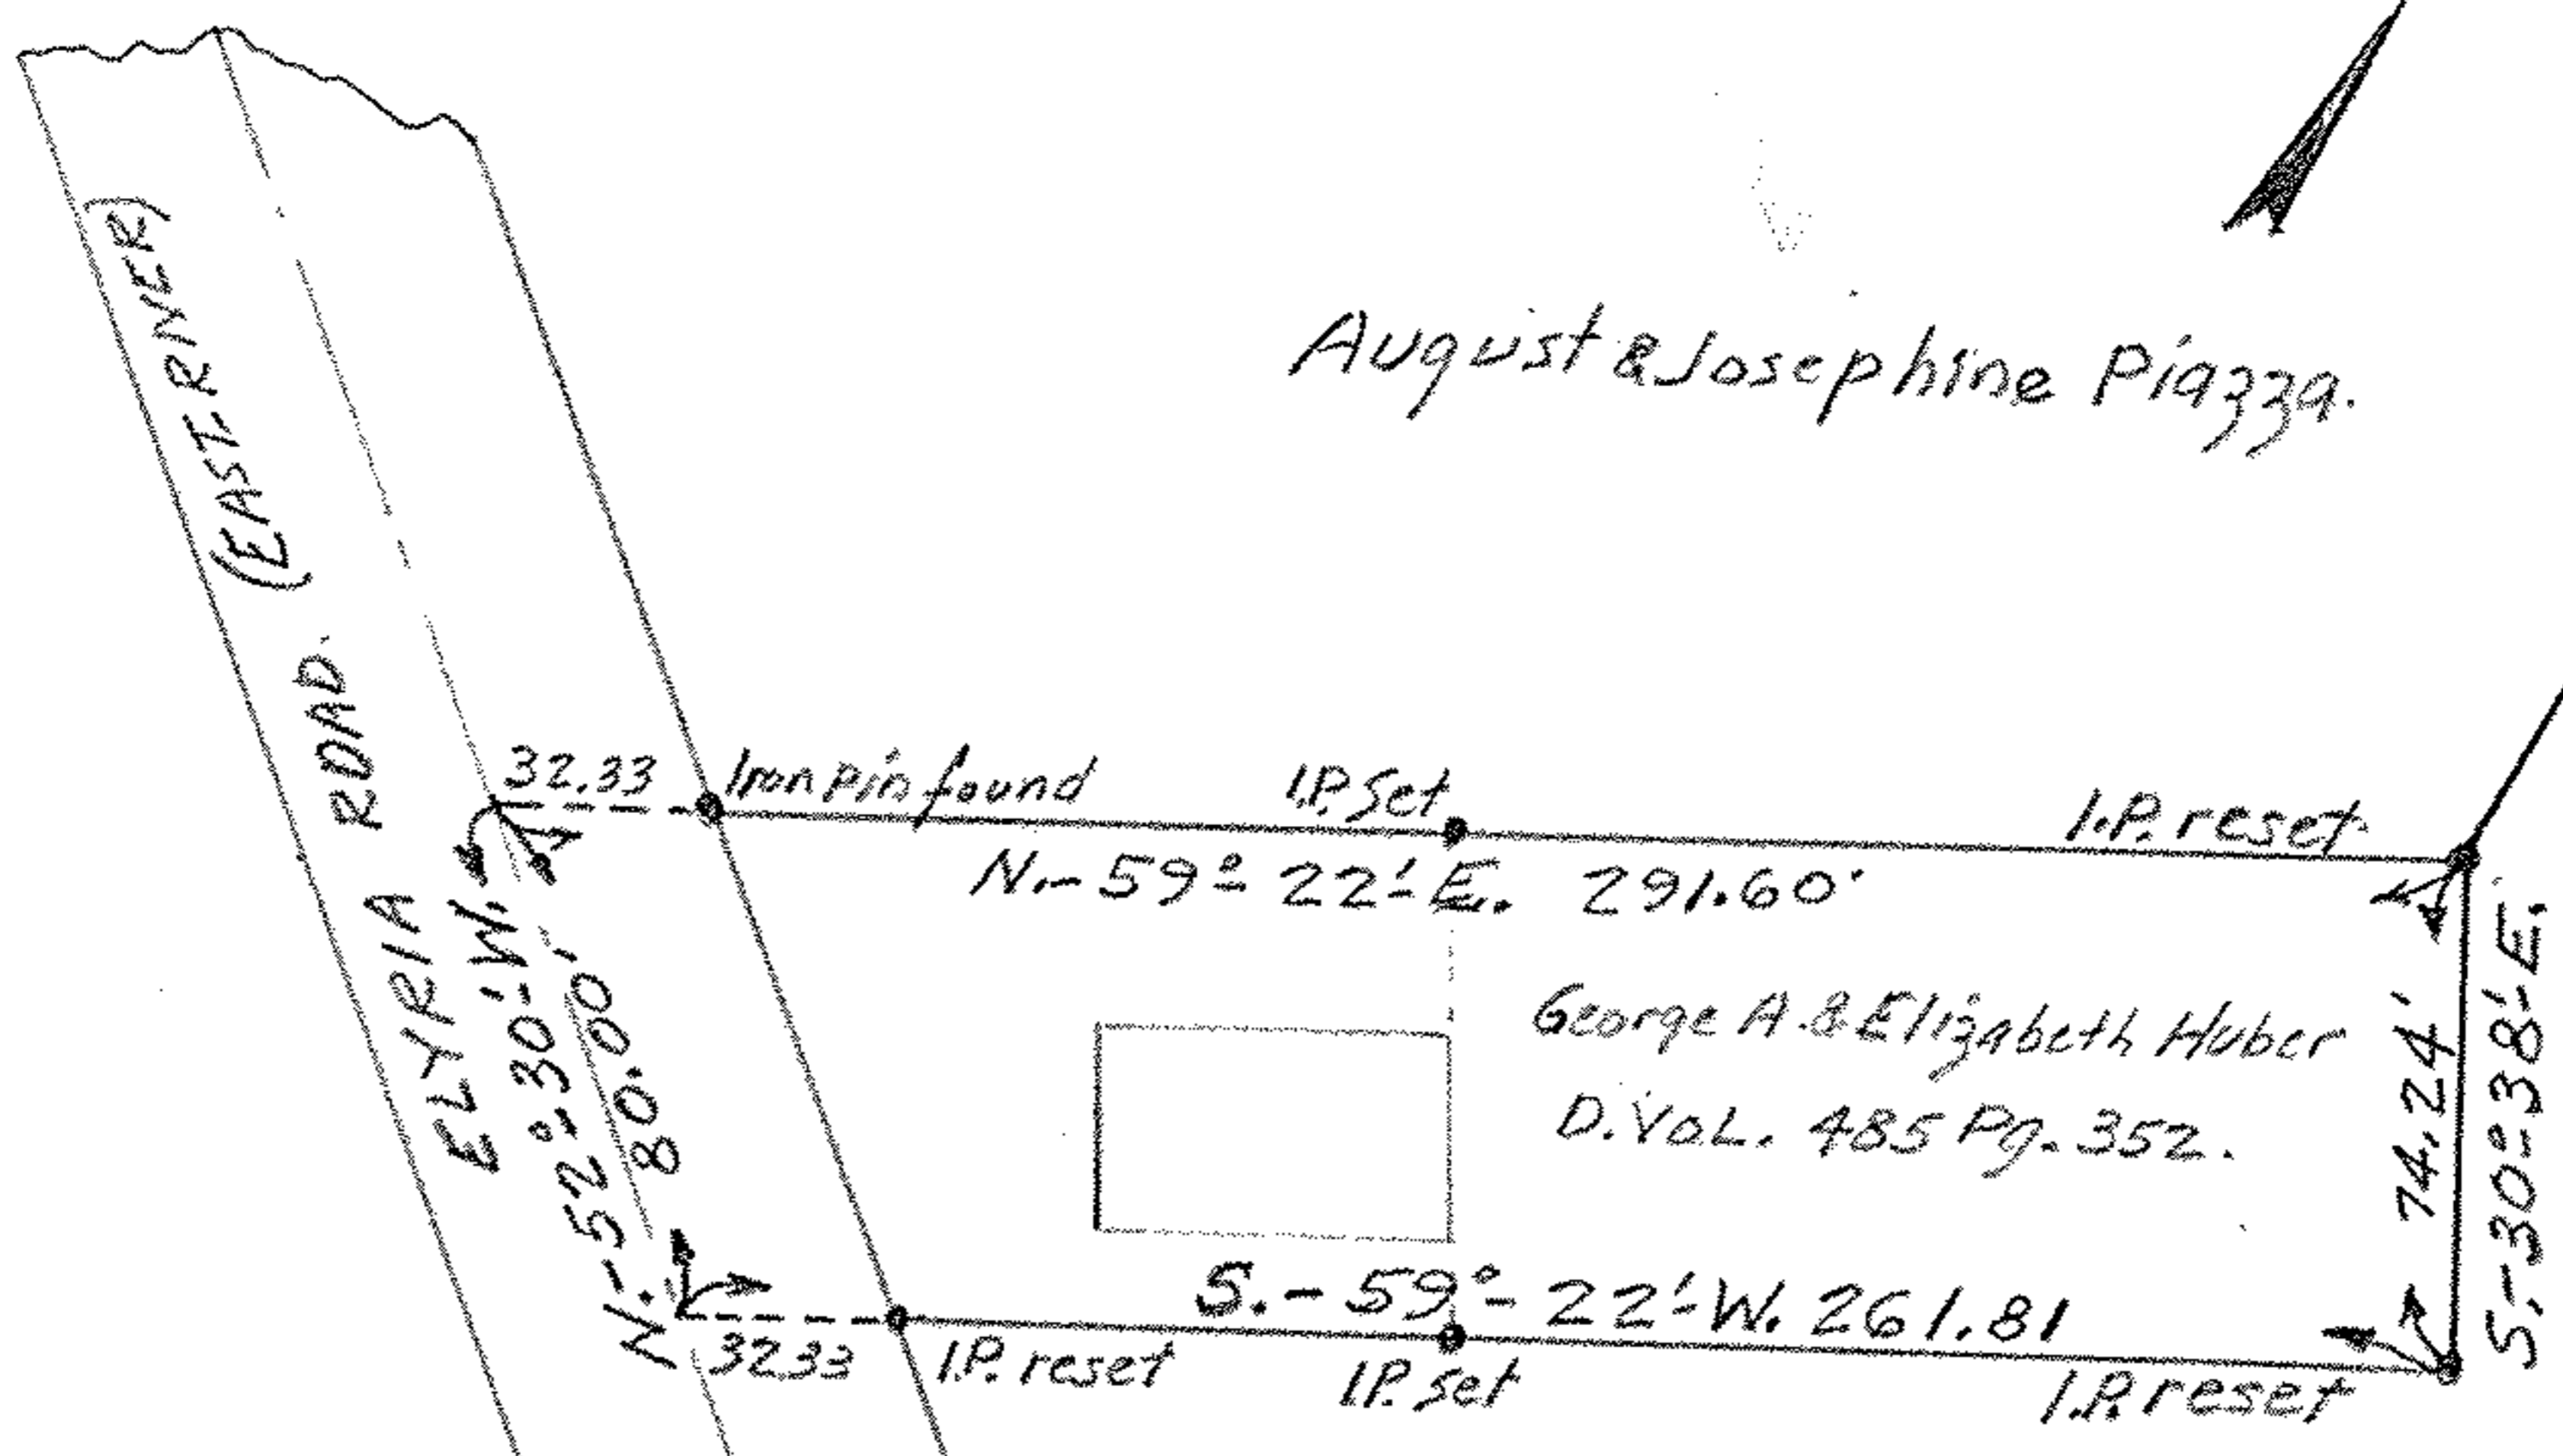 ELYRIA ROAD. (EAST. RIVER)
August & Josephine Piazza.
32.33
Iron pin found
I.P. Set
I.P. reset
N.-59°-22'-E. 291.60'
N.-52°-30'-W.
80.00'
George A. & Elizabeth Huber
D. VOL. 485 Pg. 352.
74.24'
S.-30°-38'-E.
S.-59°-22'-W. 261.81
32.33
I.P. reset
I.P. set
I.P. reset